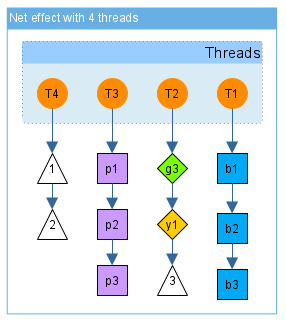 Net effect with 4 threads
Threads
T4 T3 T2 T1
1 p1 g3 b1
2 p2 y1 b2
p3 3 b3